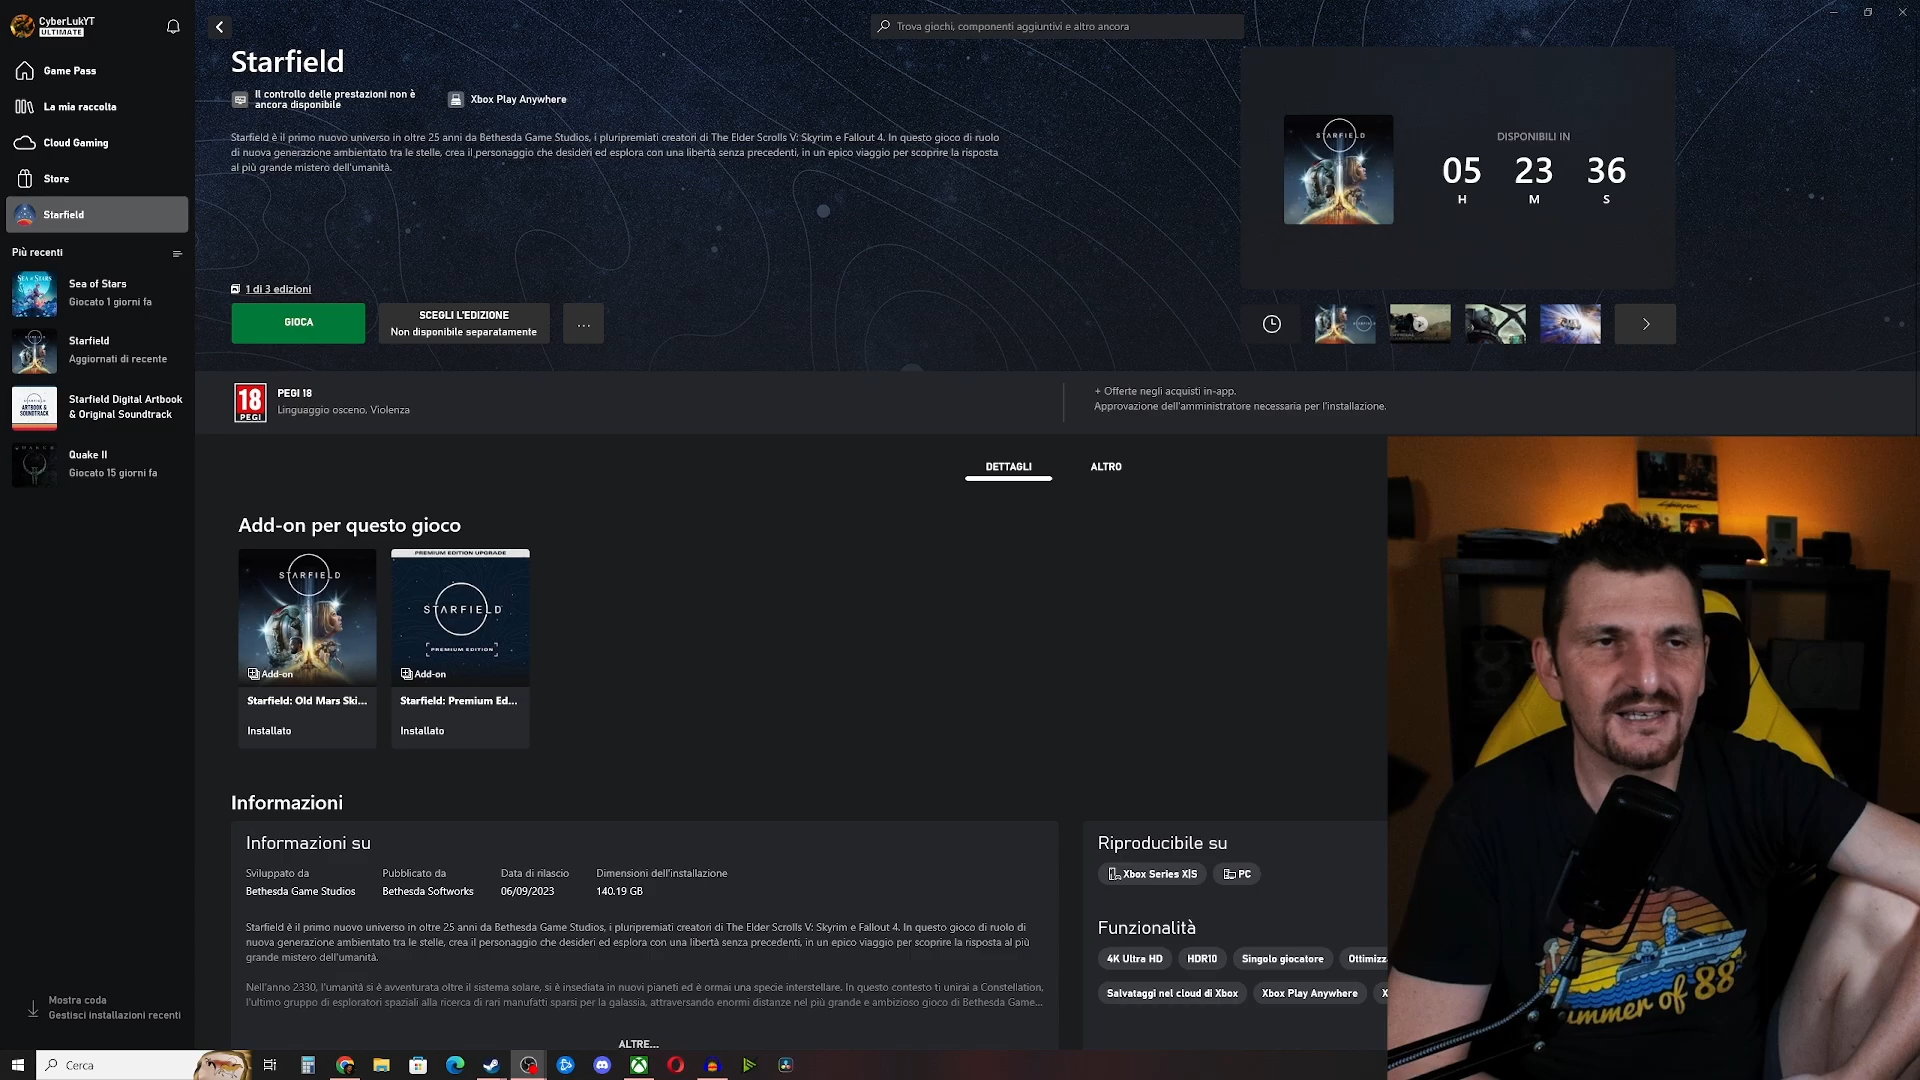 CyberLukYT
ULTIMATE
Game Pass
La mia raccolta
Cloud Gaming
Store
Starfield
Più recenti
SEA of STARS
Sea of Stars
Giocato 1 giorni fa
Starfield
Aggiornati di recente
STARFIELD
ARTBOOK &
SOUNDTRACK
Starfield Digital Artbook
& Original Soundtrack
Quake II
Giocato 15 giorni fa
Mostra coda
Gestisci installazioni recenti
Trova giochi, componenti aggiuntivi e altro ancora
Starfield
Il controllo delle prestazioni non è
ancora disponibile
Xbox Play Anywhere
Starfield è il primo nuovo universo in oltre 25 anni da Bethesda Game Studios, i pluripremiati creatori di The Elder Scrolls V: Skyrim e Fallout 4. In questo gioco di ruolo
di nuova generazione ambientato tra le stelle, crea il personaggio che desideri ed esplora con una libertà senza precedenti, in un epico viaggio per scoprire la risposta
al più grande mistero dell'umanità.
1 di 3 edizioni
GIOCA
SCEGLI L'EDIZIONE
Non disponibile separatamente
...
STARFIELD
DISPONIBILI IN
05 23 36
H M S
18
PEGI
PEGI 18
Linguaggio osceno, Violenza
+ Offerte negli acquisti in-app.
Approvazione dell'amministratore necessaria per l'installazione.
DETTAGLI
ALTRO
Add-on per questo gioco
STARFIELD
Add-on
Starfield: Old Mars Ski...
Installato
PREMIUM EDITION UPGRADE
STARFIELD
PREMIUM EDITION
Add-on
Starfield: Premium Ed...
Installato
Informazioni
Informazioni su
Sviluppato da
Bethesda Game Studios
Pubblicato da
Bethesda Softworks
Data di rilascio
06/09/2023
Dimensioni dell'installazione
140.19 GB
Starfield è il primo nuovo universo in oltre 25 anni da Bethesda Game Studios, i pluripremiati creatori di The Elder Scrolls V: Skyrim e Fallout 4. In questo gioco di ruolo di
nuova generazione ambientato tra le stelle, crea il personaggio che desideri ed esplora con una libertà senza precedenti, in un epico viaggio per scoprire la risposta al più
grande mistero dell'umanità.
Nell'anno 2330, l'umanità si è avventurata oltre il sistema solare, si è insediata in nuovi pianeti ed è ormai una specie interstellare. In questo contesto ti unirai a Constellation,
l'ultimo gruppo di esploratori spaziali alla ricerca di rari manufatti sparsi per la galassia, attraversando enormi distanze nel più grande e ambizioso gioco di Bethesda Game...
ALTRE...
Riproducibile su
Xbox Series X|S
PC
Funzionalità
4K Ultra HD
HDR10
Singolo giocatore
Ottimizz
Salvataggi nel cloud di Xbox
Xbox Play Anywhere
X
ummer of 88'
Cerca